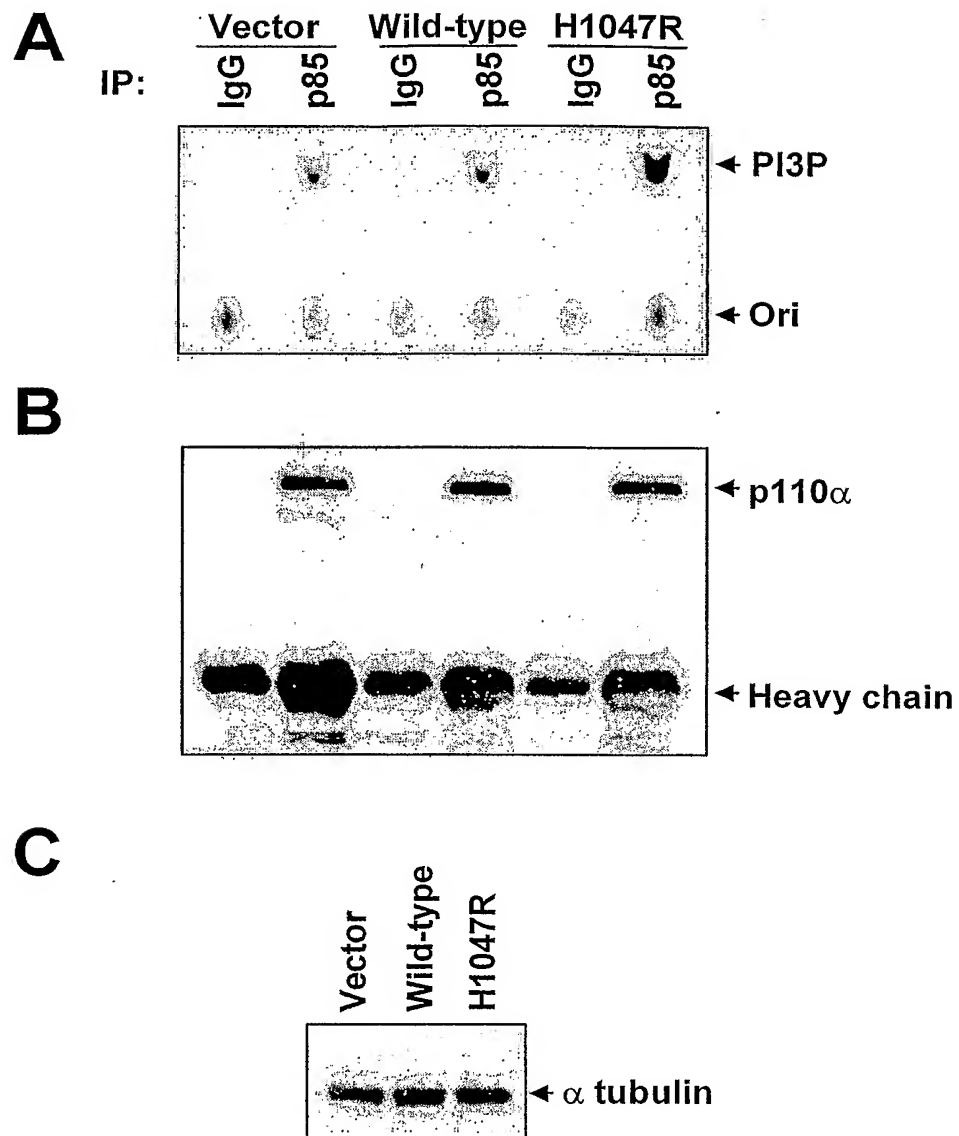 A
Vector Wild-type H1047R
IP: IgG p85 IgG p85 IgG p85
PI3P
Ori
B
p110α
Heavy chain
C
Vector Wild-type H1047R
α tubulin